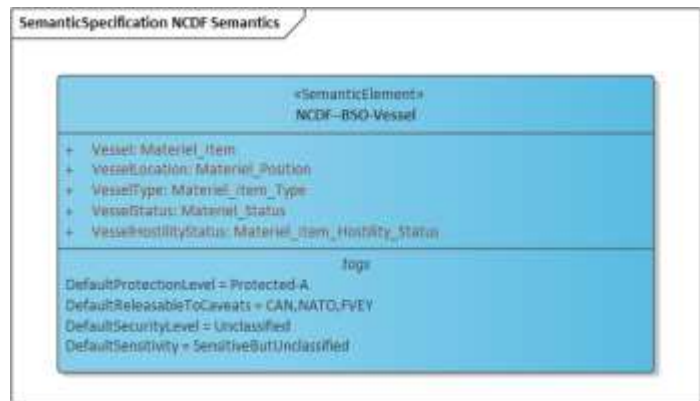 SemanticSpecification NCDF Semantics
«SemanticElement»
NCDF--BSO-Vessel
+ Vessel: Materiel_Item
+ VesselLocation: Materiel_Position
+ VesselType: Materiel_Item_Type
+ VesselStatus: Materiel_Status
+ VesselHostilityStatus: Materiel_Item_Hostility_Status
tags
DefaultProtectionLevel = Protected-A
DefaultReleasableToCaveats = CAN,NATO,FVEY
DefaultSecurityLevel = Unclassified
DefaultSensitivity = SensitiveButUnclassified